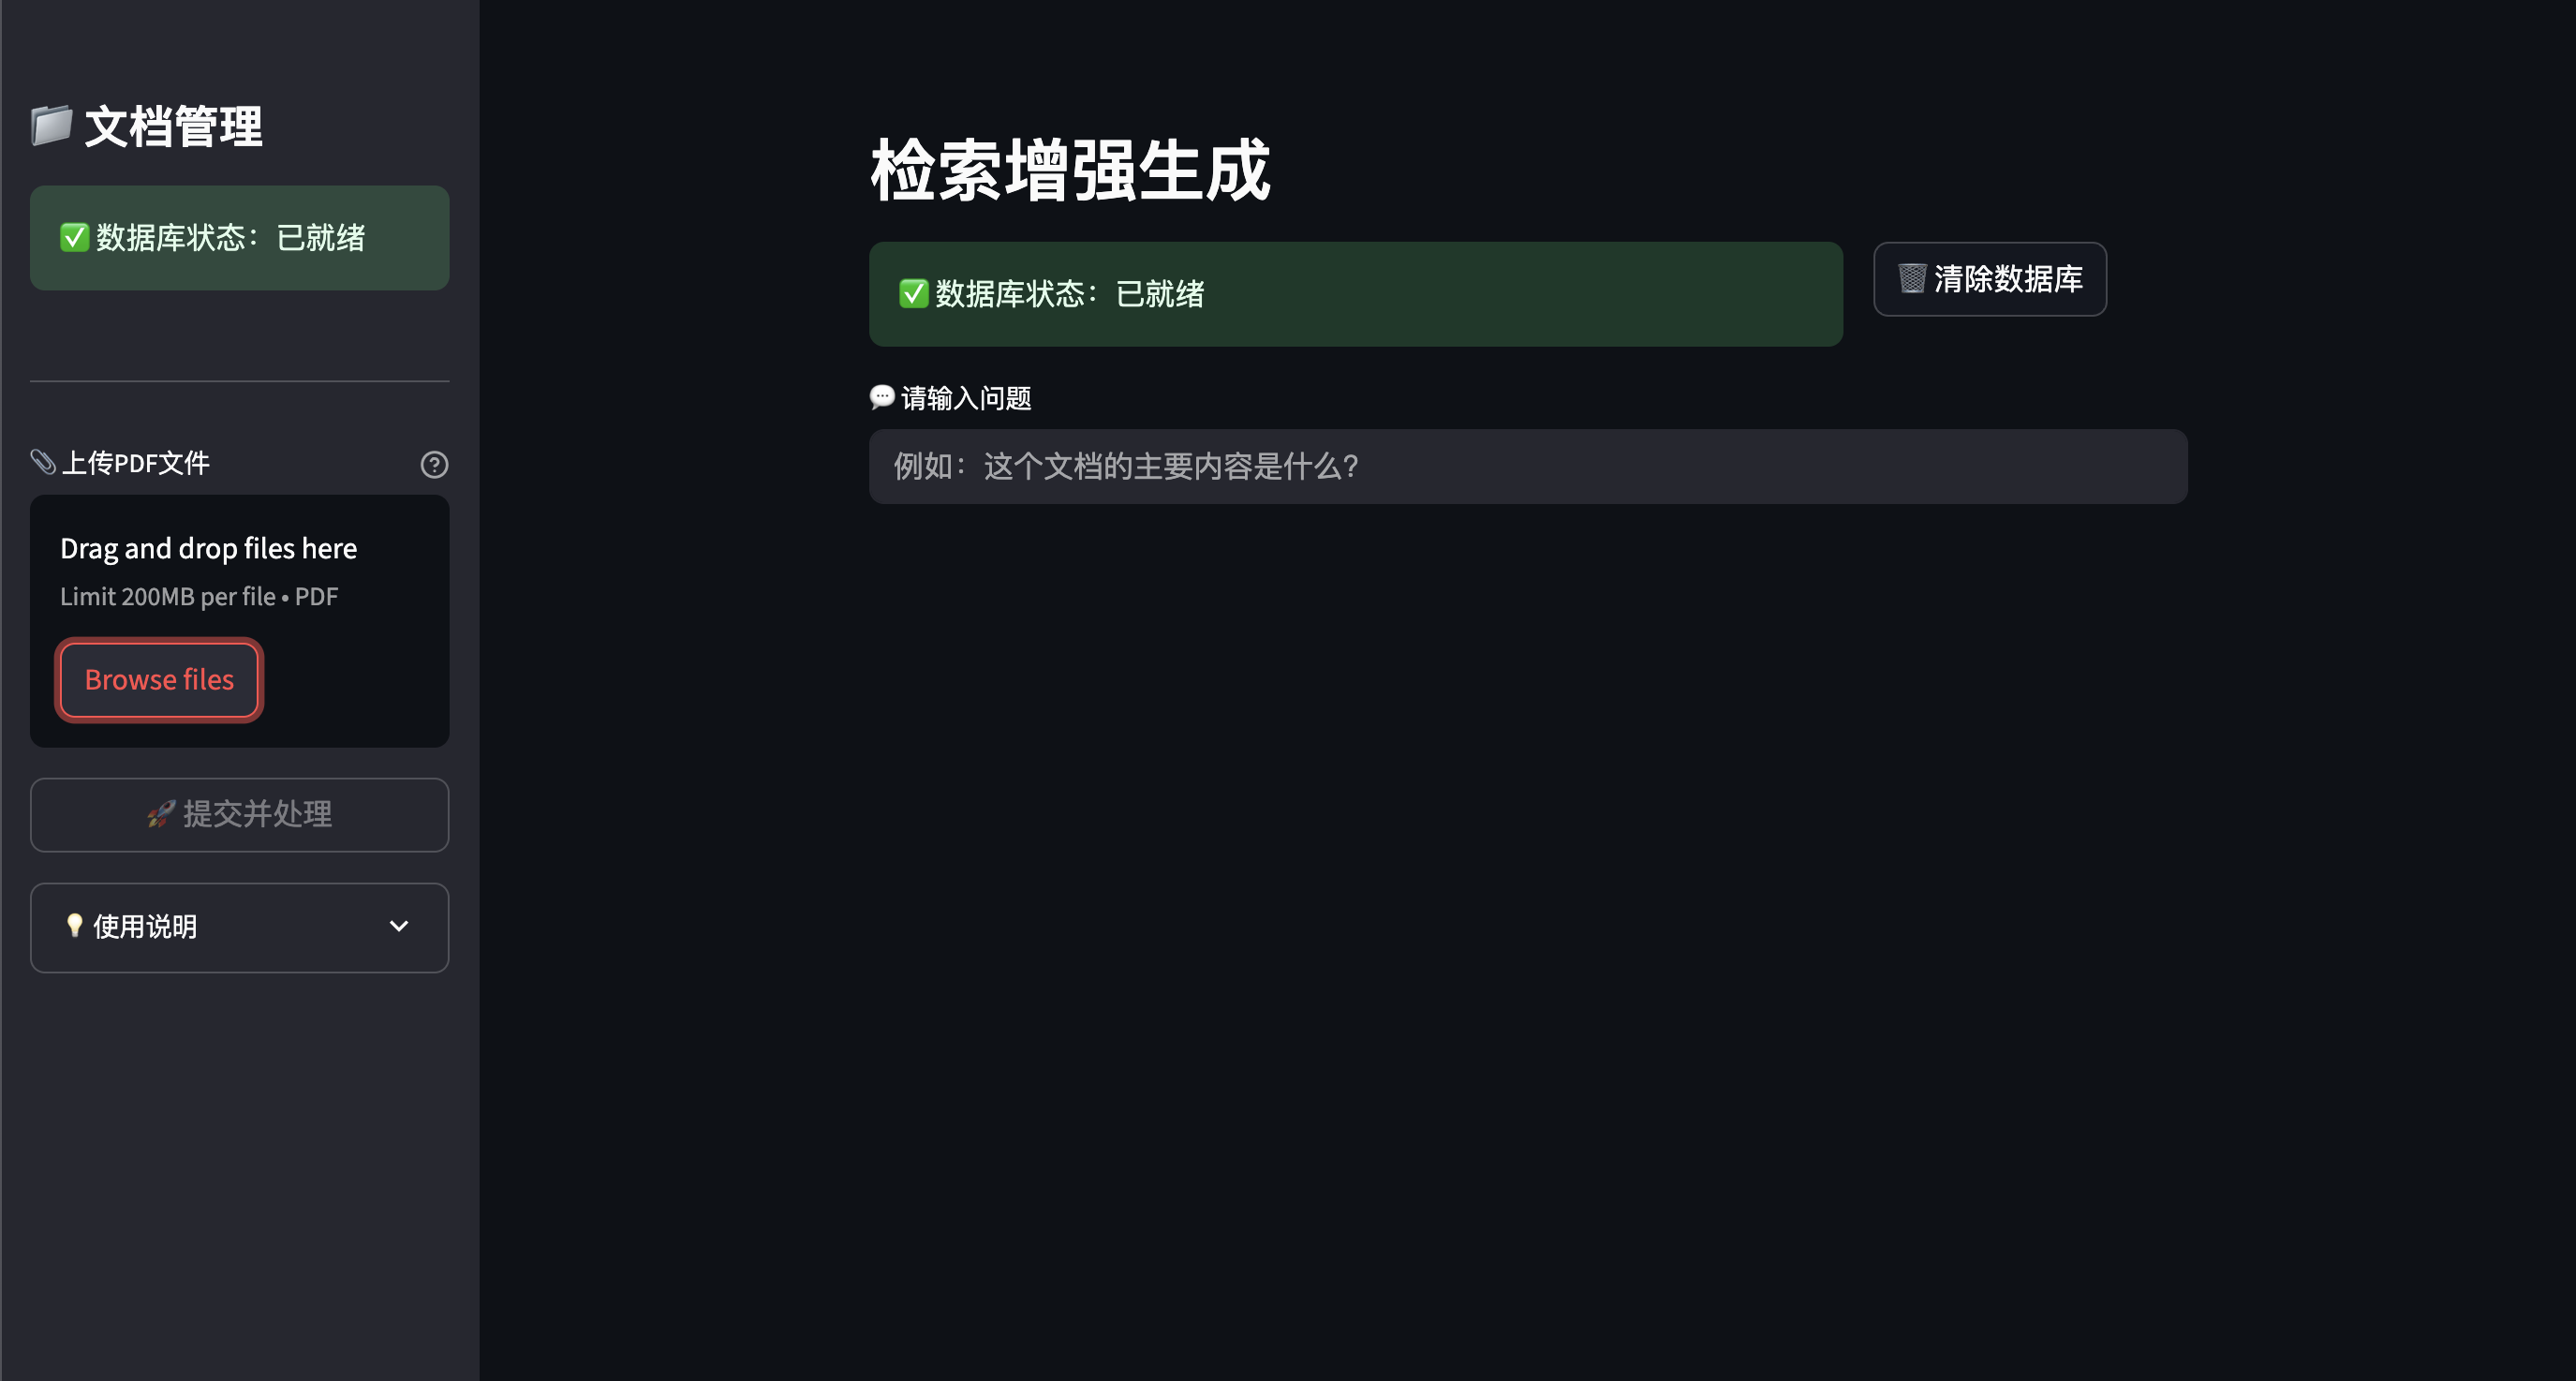 📁 文档管理
✅ 数据库状态：已就绪
📎 上传PDF文件
Drag and drop files here
Limit 200MB per file • PDF
Browse files
🚀 提交并处理
💡 使用说明
检索增强生成
✅ 数据库状态：已就绪
🗑️ 清除数据库
💬 请输入问题
例如：这个文档的主要内容是什么？